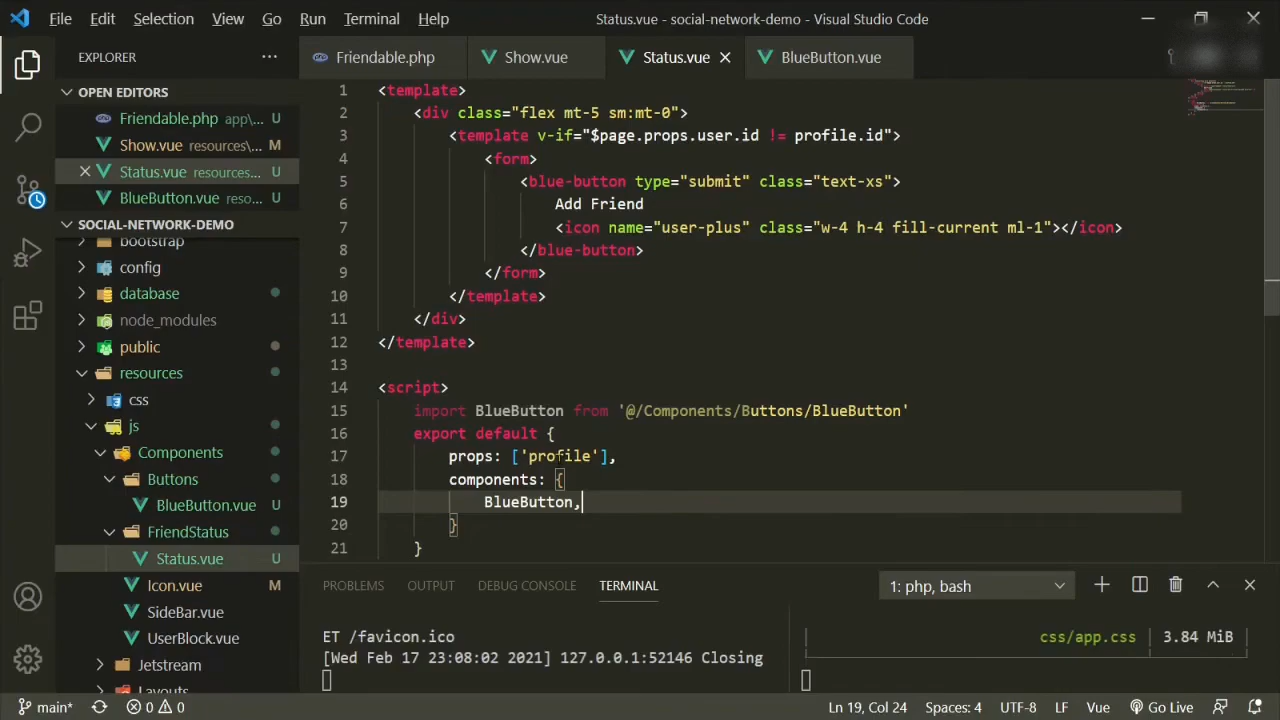 File Edit Selection View Go Run Terminal Help
Status.vue - social-network-demo - Visual Studio Code
EXPLORER
OPEN EDITORS
Friendable.php app\... U
Show.vue resources\... M
Status.vue resources... U
BlueButton.vue reso... U
SOCIAL-NETWORK-DEMO
bootstrap
config
database
node_modules
public
resources
css
js
Components
Buttons
BlueButton.vue U
FriendStatus
Status.vue U
Icon.vue M
SideBar.vue
UserBlock.vue
Jetstream
Layouts
Friendable.php Show.vue Status.vue BlueButton.vue
1 <template>
2 <div class="flex mt-5 sm:mt-0">
3 <template v-if="$page.props.user.id != profile.id">
4 <form>
5 <blue-button type="submit" class="text-xs">
6 Add Friend
7 <icon name="user-plus" class="w-4 h-4 fill-current ml-1"></icon>
8 </blue-button>
9 </form>
10 </template>
11 </div>
12 </template>
13
14 <script>
15 import BlueButton from '@/Components/Buttons/BlueButton'
16 export default {
17 props: ['profile'],
18 components: {
19 BlueButton,
20 }
21 }
PROBLEMS OUTPUT DEBUG CONSOLE TERMINAL
1: php, bash
ET /favicon.ico
[Wed Feb 17 23:08:02 2021] 127.0.0.1:52146 Closing
css/app.css | 3.84 MiB
main* 0 0
Ln 19, Col 24 Spaces: 4 UTF-8 LF Vue Go Live